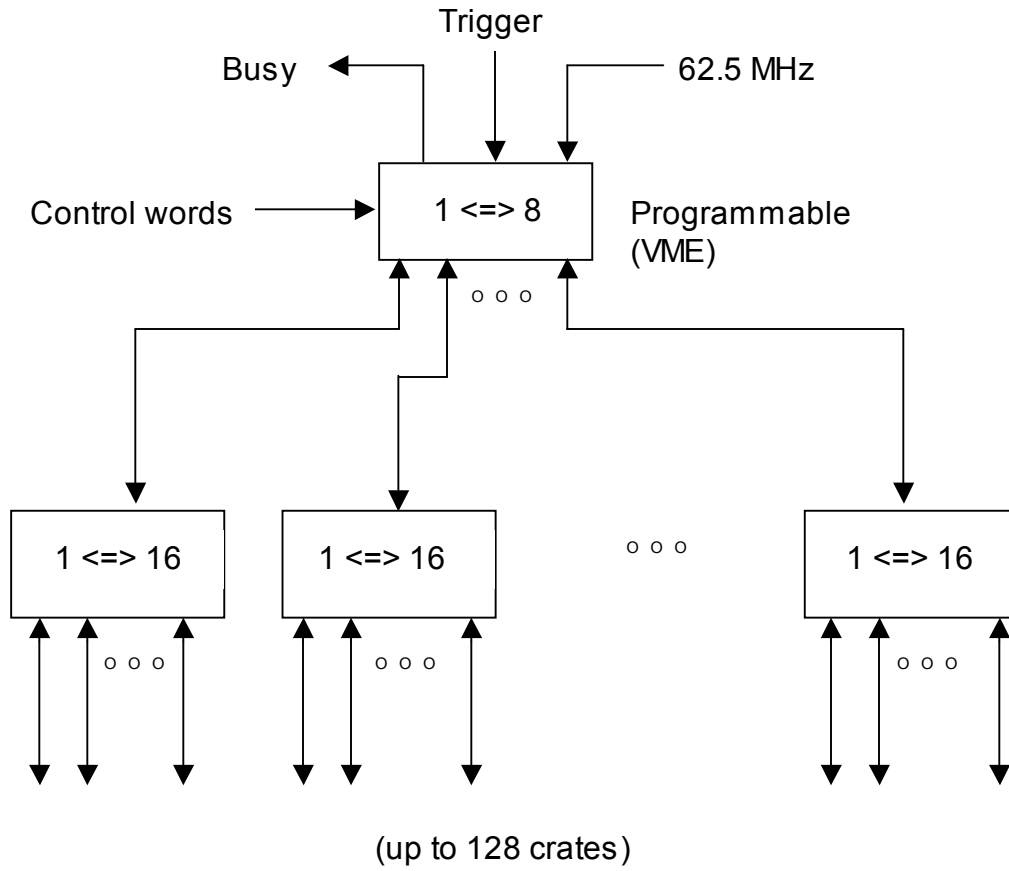 Trigger
Busy
62.5 MHz
Control words
1 <=> 8
Programmable
(VME)
o o o
1 <=> 16
1 <=> 16
o o o
1 <=> 16
o o o
o o o
o o o
(up to 128 crates)